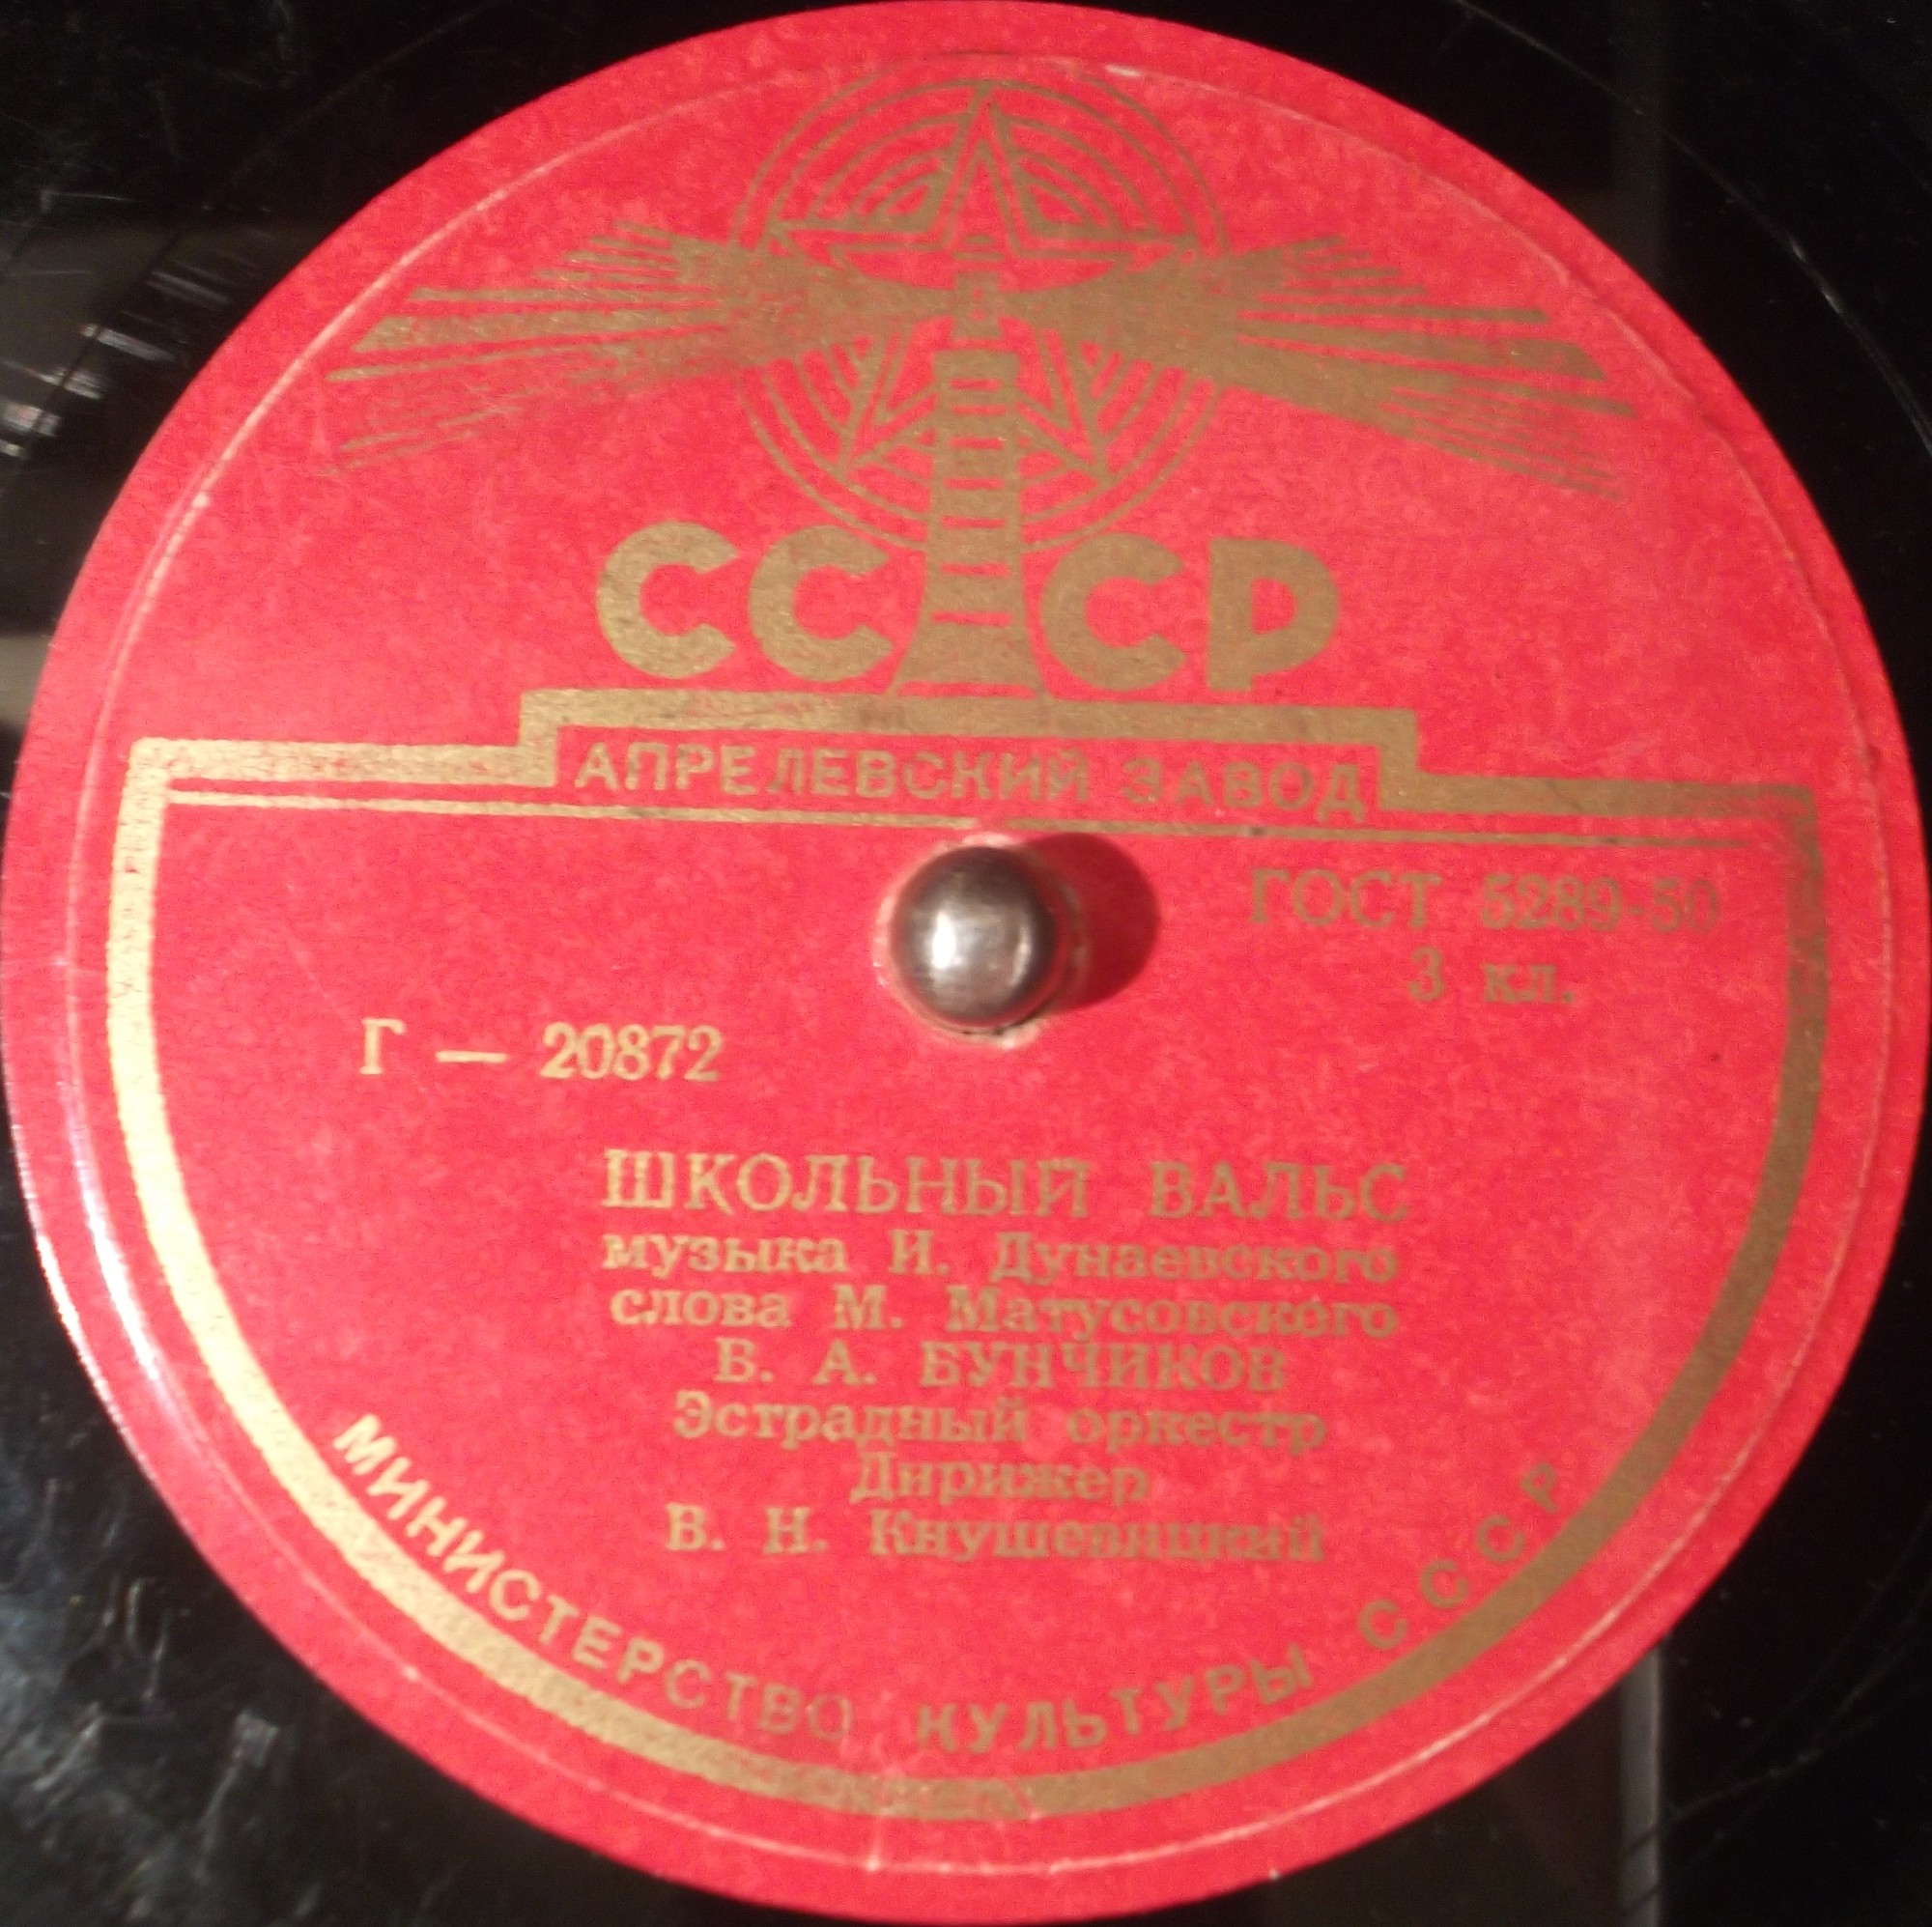 СССР
АПРЕЛЕВСКИЙ ЗАВОД
ГОСТ 5289-50
3 кл.
Г — 20872
ШКОЛЬНЫЙ ВАЛЬС
музыка И. Дунаевского
слова М. Матусовского
В. А. БУНЧИКОВ
Эстрадный оркестр
Дирижер
В. Н. Кнушевицкий
МИНИСТЕРСТВО КУЛЬТУРЫ СССР